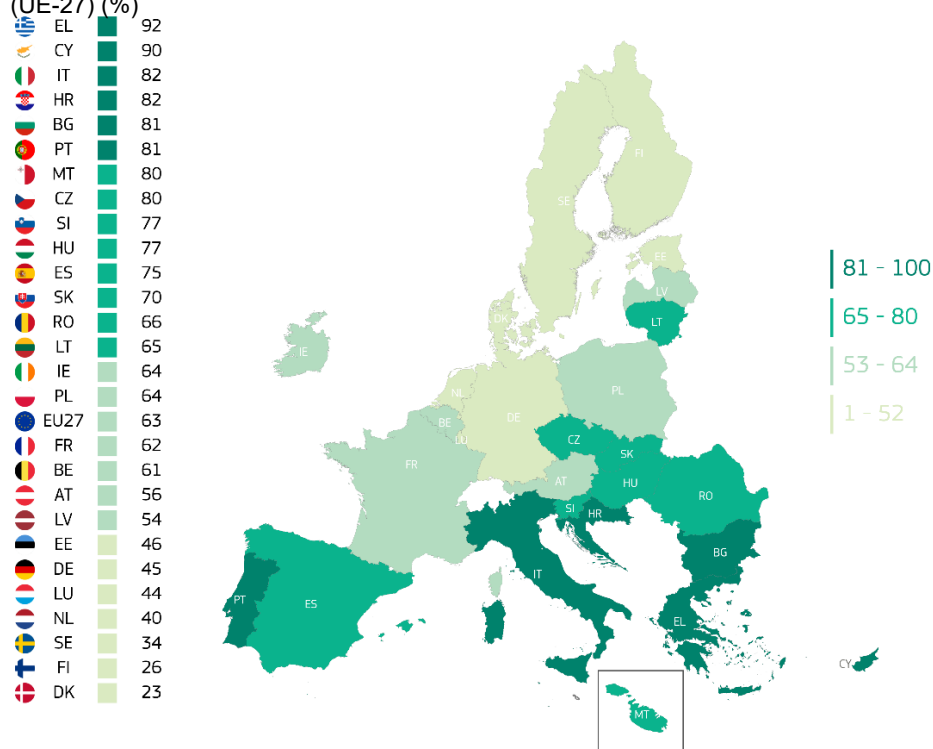 (UE-27) (%)
EL 92
CY 90
IT 82
HR 82
BG 81
PT 81
MT 80
CZ 80
SI 77
HU 77
ES 75
SK 70
RO 66
LT 65
IE 64
PL 64
EU27 63
FR 62
BE 61
AT 56
LV 54
EE 46
DE 45
LU 44
NL 40
SE 34
FI 26
DK 23
FI
SE
EE
LV
LT
DK
IE
NL
PL
BE
DE
LU
CZ
SK
FR
AT
HU
RO
SI
HR
BG
IT
PT
ES
EL
CY
MT
81 - 100
65 - 80
53 - 64
1 - 52